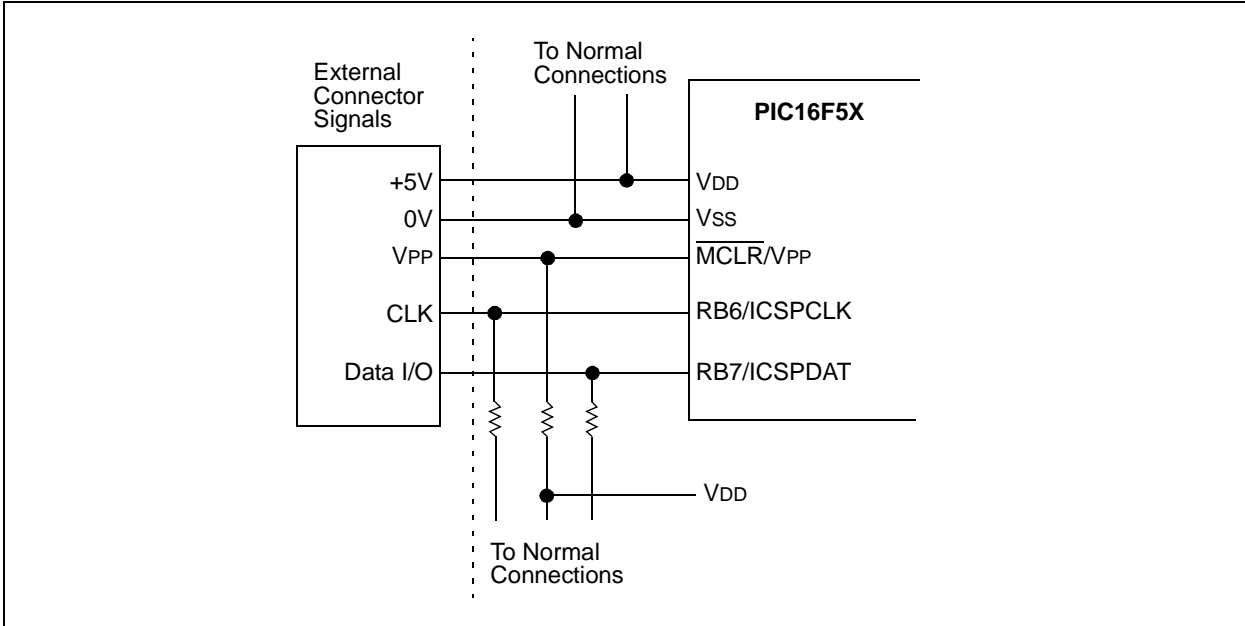 To Normal
Connections
External
Connector
Signals
PIC16F5X
+5V
VDD
0V
VSS
VPP
MCLR/VPP
CLK
RB6/ICSPCLK
Data I/O
RB7/ICSPDAT
VDD
To Normal
Connections